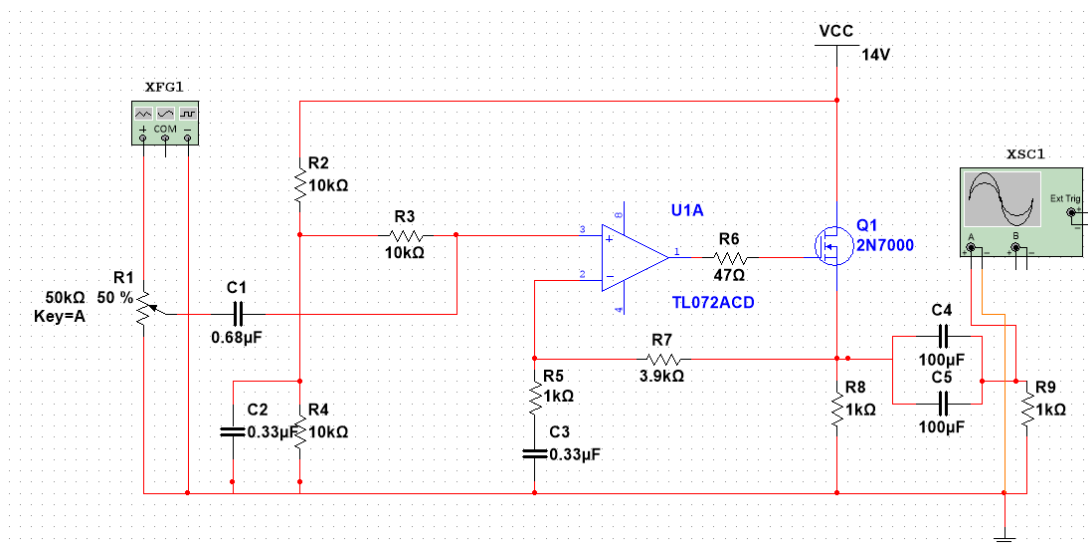 VCC
14V
XFG1
+ COM −
R1
50kΩ
50 %
Key=A
R2
10kΩ
R3
10kΩ
C1
0.68µF
C2
0.33µF
R4
10kΩ
3
2
8
4
1
+
−
U1A
TL072ACD
R6
47Ω
Q1
2N7000
R7
3.9kΩ
R5
1kΩ
C3
0.33µF
R8
1kΩ
C4
100µF
C5
100µF
R9
1kΩ
XSC1
Ext Trig
+
−
A
B
+ − + −